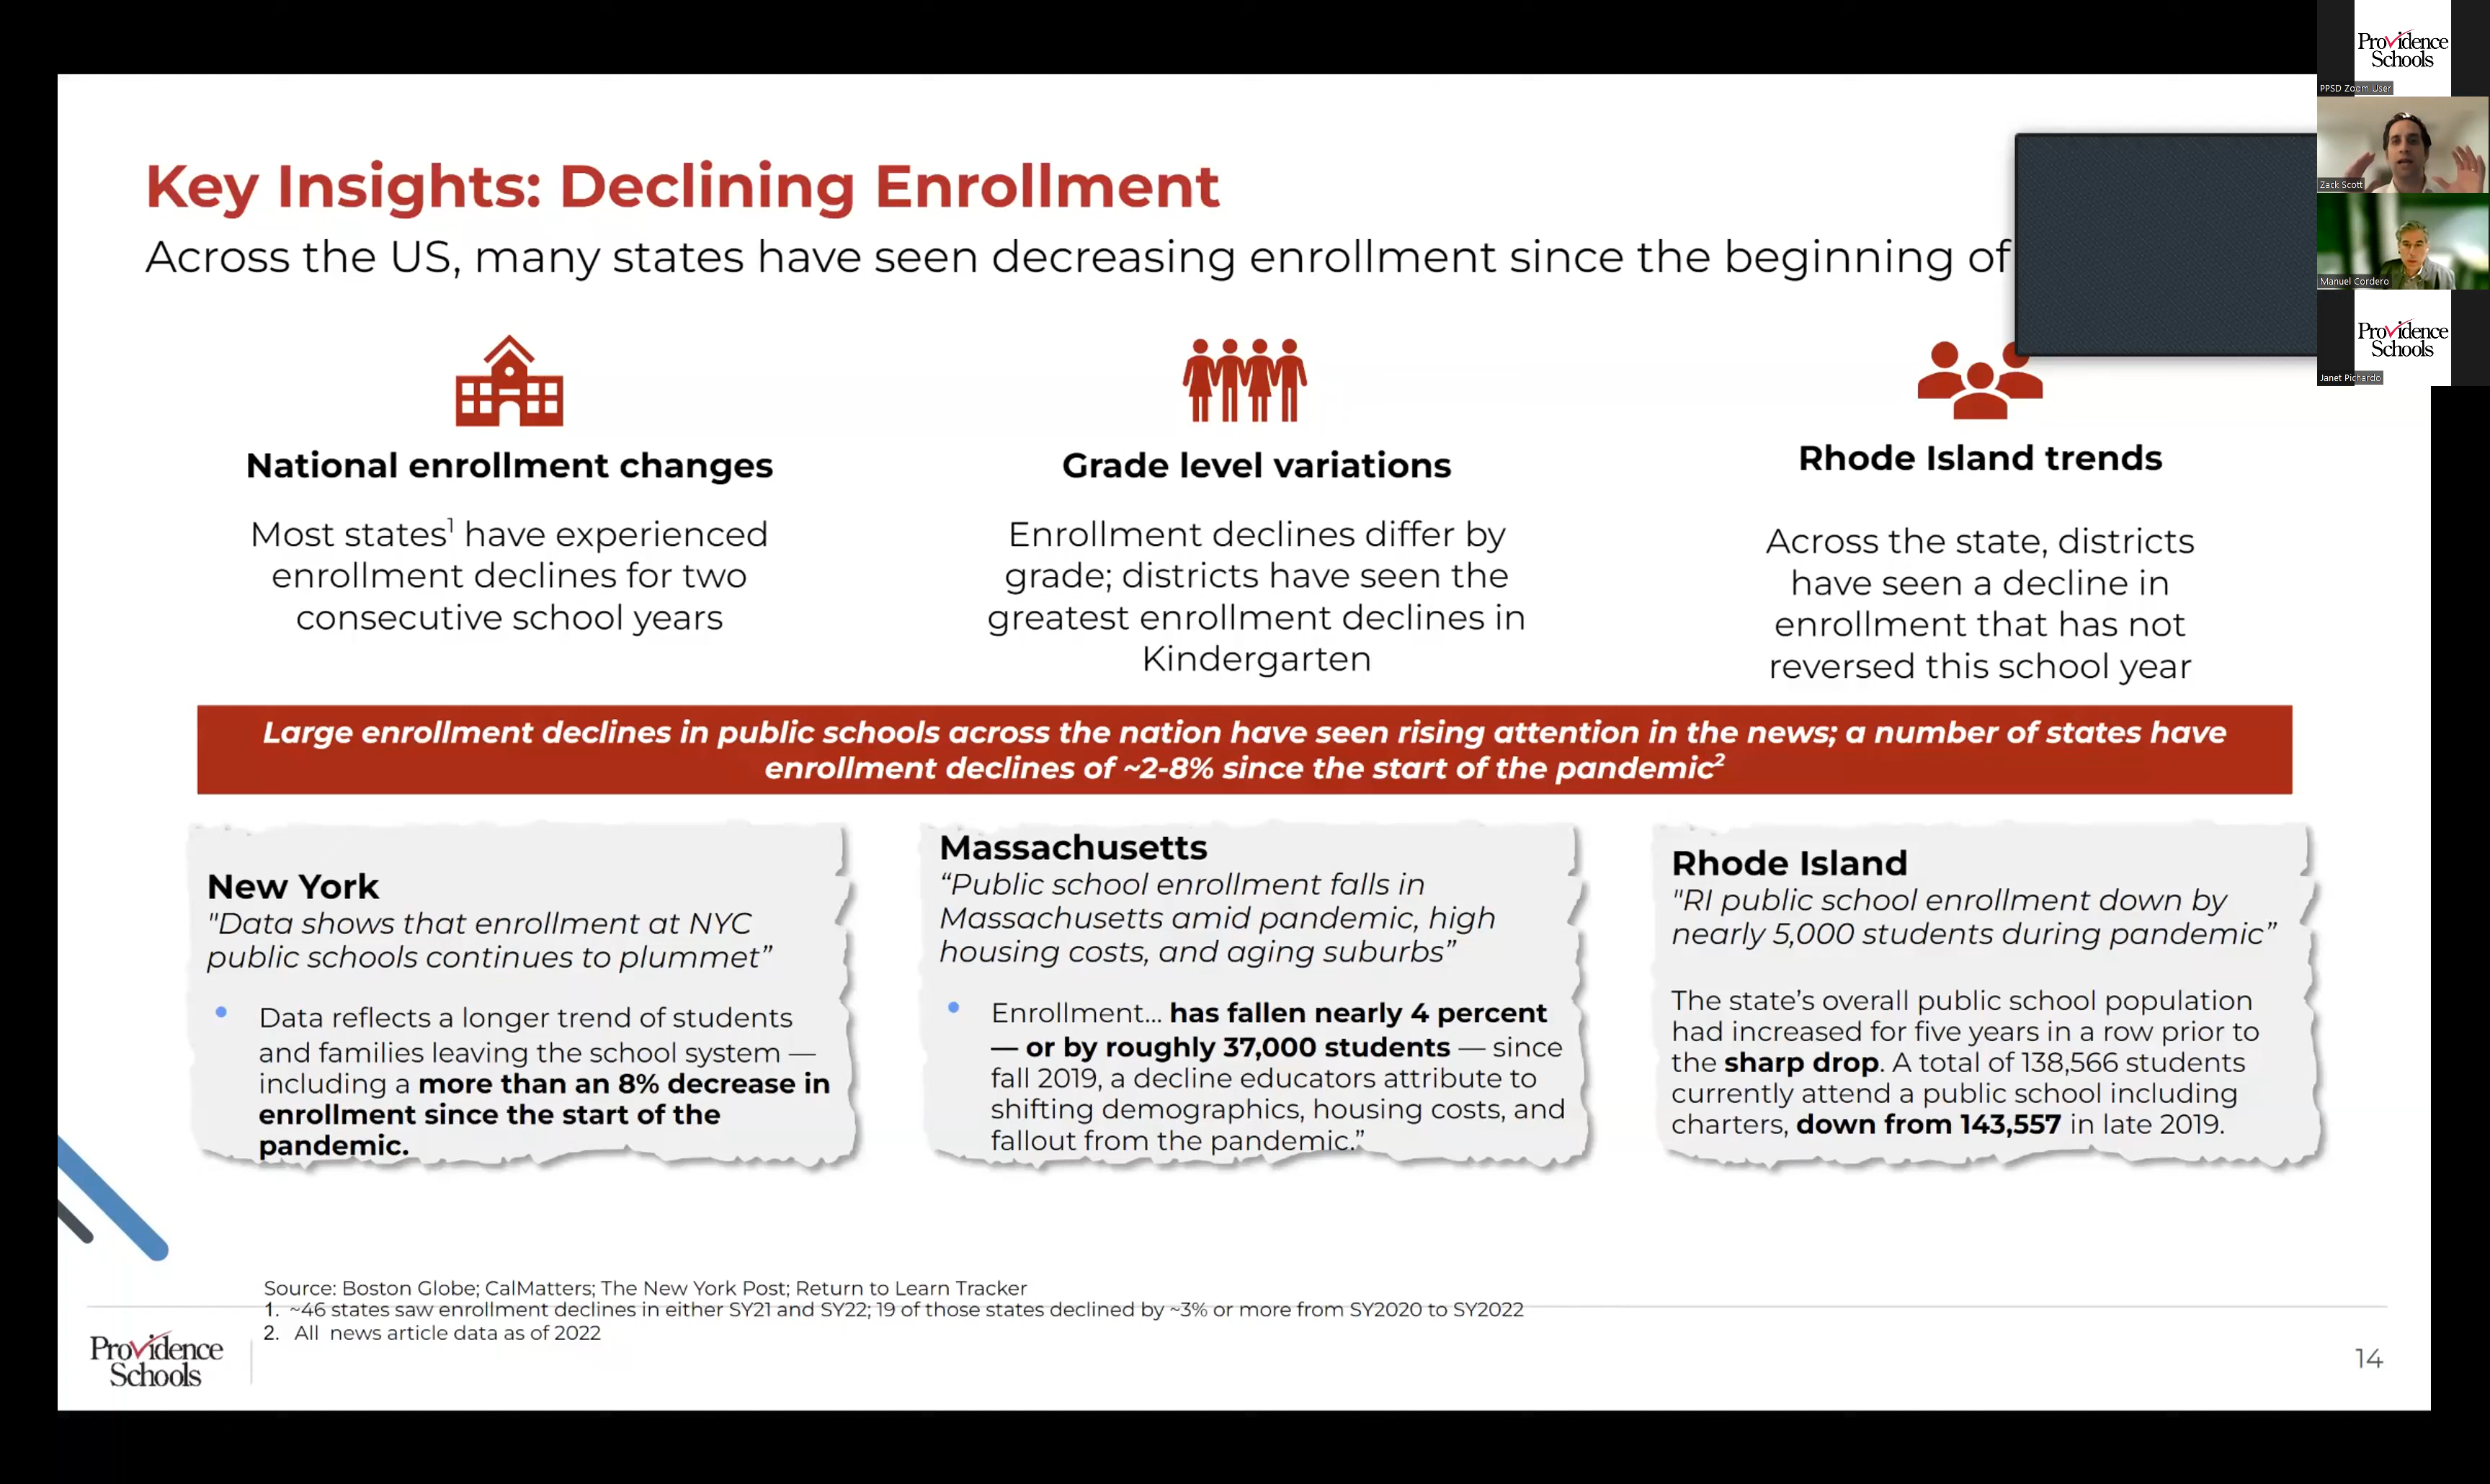 Key Insights: Declining Enrollment
Across the US, many states have seen decreasing enrollment since the beginning of
National enrollment changes
Most states¹ have experienced
enrollment declines for two
consecutive school years
Grade level variations
Enrollment declines differ by
grade; districts have seen the
greatest enrollment declines in
Kindergarten
Rhode Island trends
Across the state, districts
have seen a decline in
enrollment that has not
reversed this school year
Large enrollment declines in public schools across the nation have seen rising attention in the news; a number of states have
enrollment declines of ~2-8% since the start of the pandemic²
New York
"Data shows that enrollment at NYC
public schools continues to plummet”
• Data reflects a longer trend of students
and families leaving the school system —
including a more than an 8% decrease in
enrollment since the start of the
pandemic.
Massachusetts
“Public school enrollment falls in
Massachusetts amid pandemic, high
housing costs, and aging suburbs”
• Enrollment... has fallen nearly 4 percent
— or by roughly 37,000 students — since
fall 2019, a decline educators attribute to
shifting demographics, housing costs, and
fallout from the pandemic.”
Rhode Island
"RI public school enrollment down by
nearly 5,000 students during pandemic”
The state’s overall public school population
had increased for five years in a row prior to
the sharp drop. A total of 138,566 students
currently attend a public school including
charters, down from 143,557 in late 2019.
Source: Boston Globe; CalMatters; The New York Post; Return to Learn Tracker
1. ~46 states saw enrollment declines in either SY21 and SY22; 19 of those states declined by ~3% or more from SY2020 to SY2022
2. All news article data as of 2022
Providence
Schools
14
Providence
Schools
PPSD Zoom User
Zack Scott
Manuel Cordero
Providence
Schools
Janet Pichardo